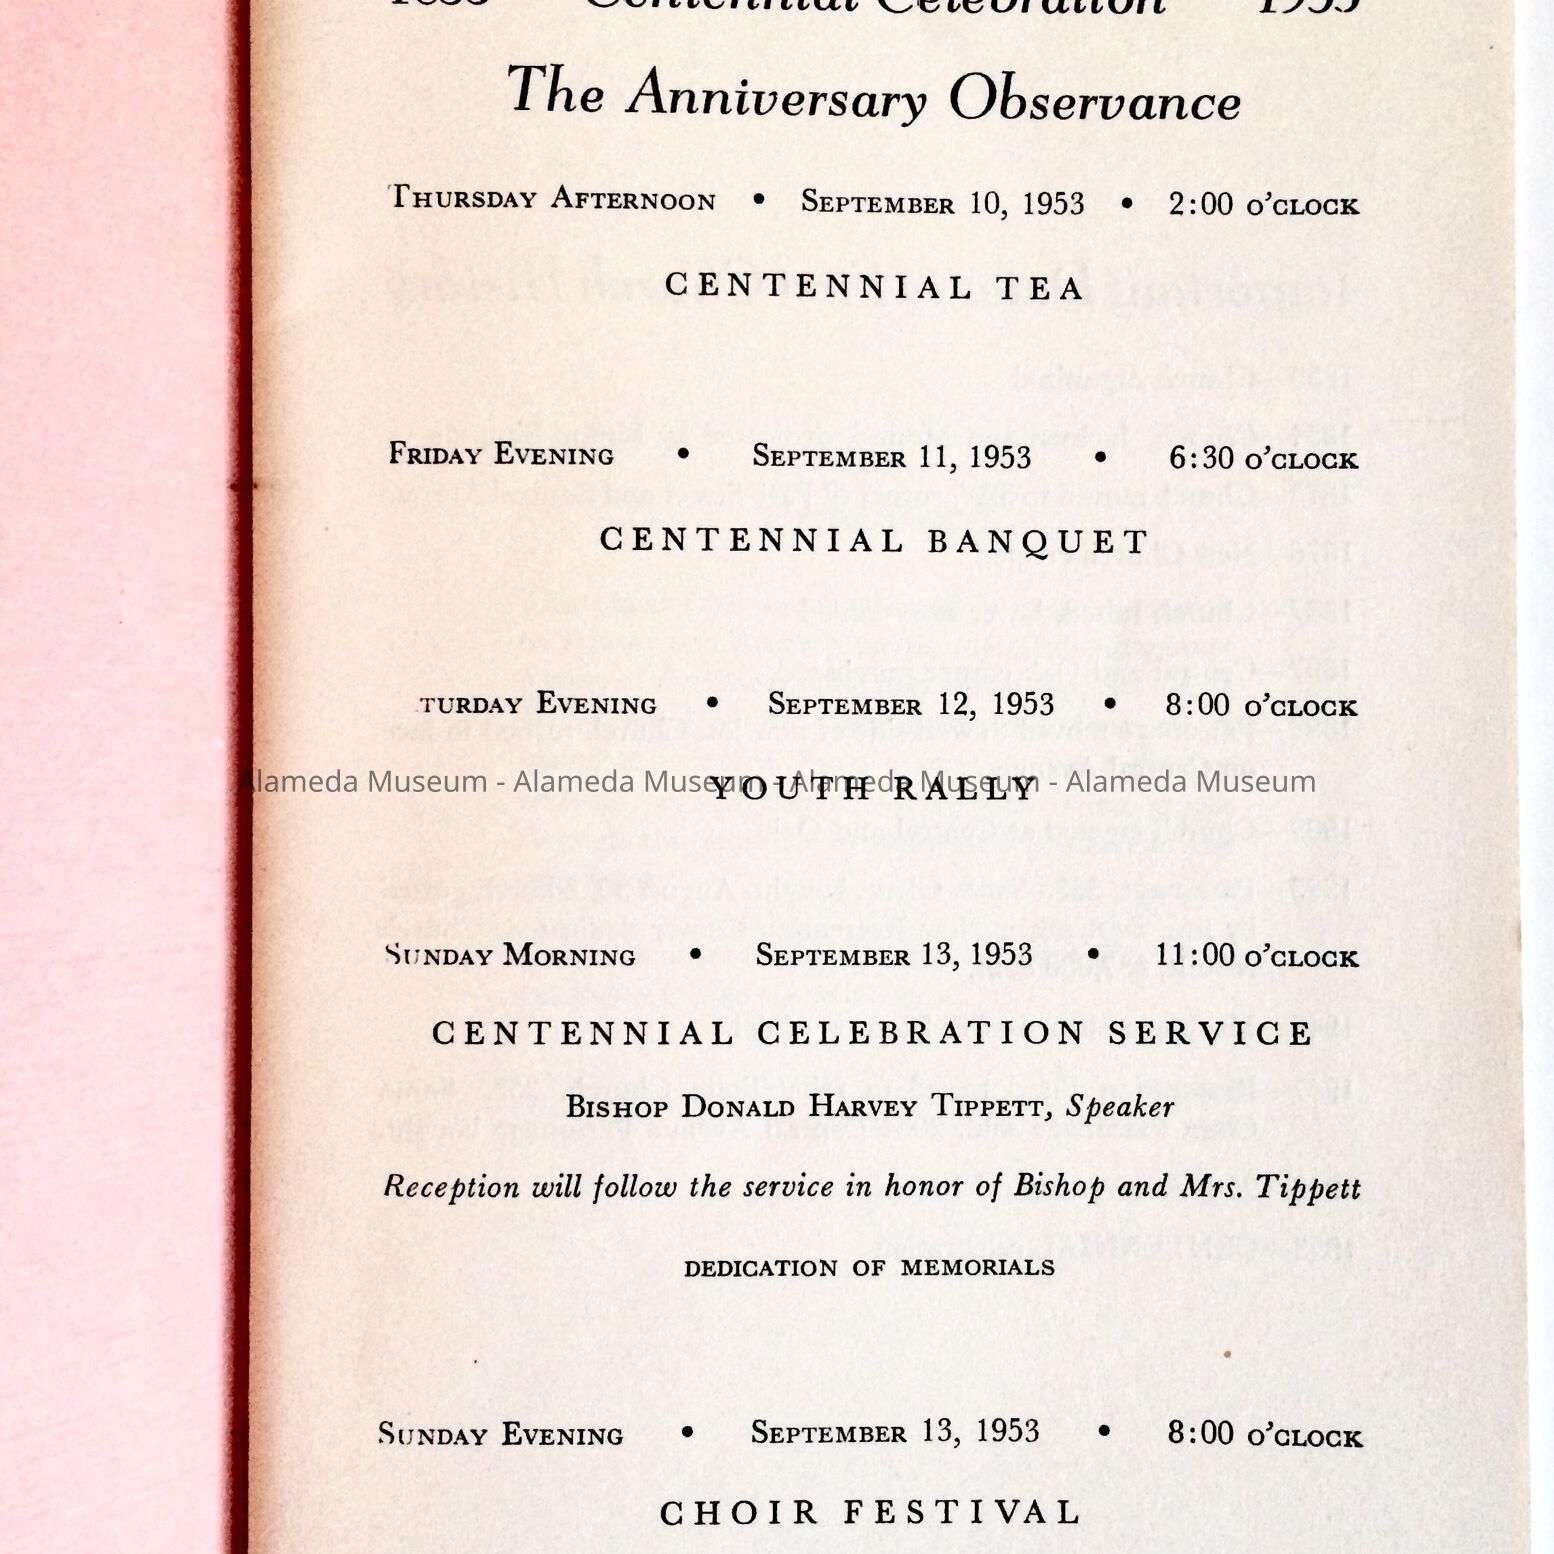 Centennial Celebration 1953
The Anniversary Observance
Thursday Afternoon • September 10, 1953 • 2:00 o'clock
CENTENNIAL TEA
Friday Evening • September 11, 1953 • 6:30 o'clock
CENTENNIAL BANQUET
turday Evening • September 12, 1953 • 8:00 o'clock
YOUTH RALLY
Alameda Museum - Alameda Museum - Alameda Museum - Alameda Museum
Sunday Morning • September 13, 1953 • 11:00 o'clock
CENTENNIAL CELEBRATION SERVICE
Bishop Donald Harvey Tippett, Speaker
Reception will follow the service in honor of Bishop and Mrs. Tippett
DEDICATION OF MEMORIALS
Sunday Evening • September 13, 1953 • 8:00 o'clock
CHOIR FESTIVAL